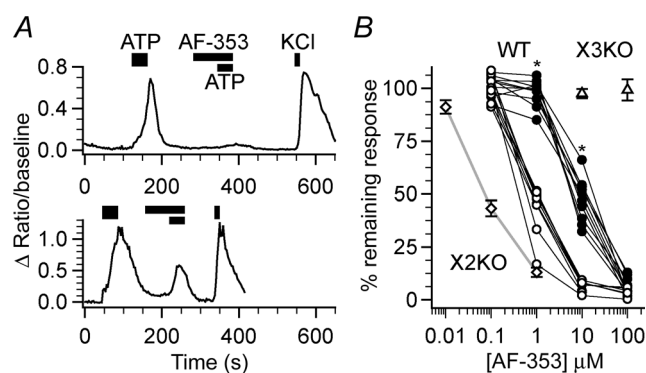 A
B
ATP AF-353 KCl
ATP
0.8
0.4
0.0
0 200 400 600
1.0
0.5
0.0
0 200 400 600
Δ Ratio/baseline
Time (s)
WT X3KO
*
*
X2KO
100
75
50
25
0
% remaining response
0.01 0.1 1 10 100
[AF-353] μM